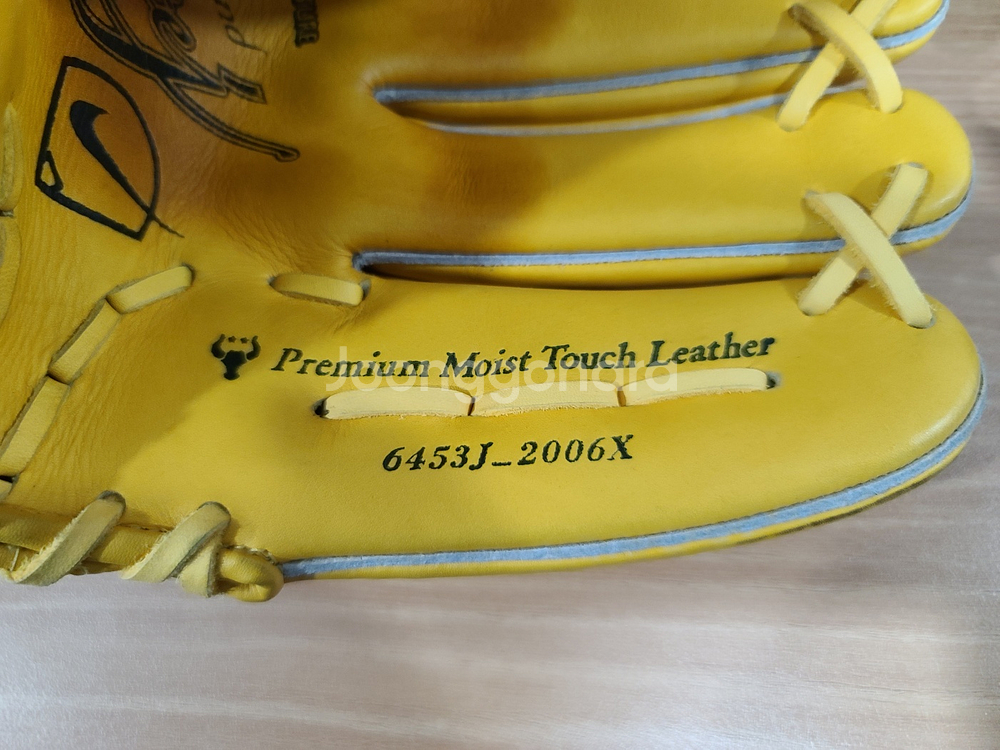 Premium Moist Touch Leather
Joonggonara
6453J_2006X